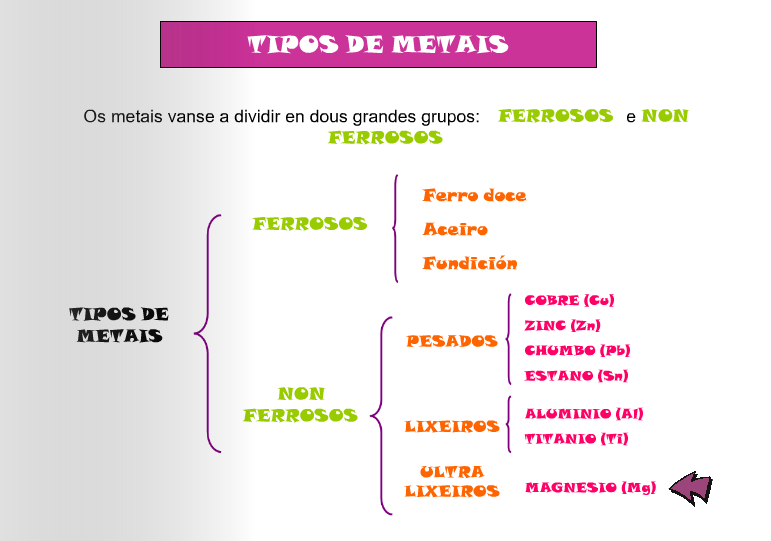 TIPOS DE METAIS
Os metais vanse a dividir en dous grandes grupos: FERROSOS e NON
FERROSOS
TIPOS DE
METAIS
FERROSOS
Ferro doce
Aceiro
Fundición
NON
FERROSOS
PESADOS
COBRE (Cu)
ZINC (Zn)
CHUMBO (Pb)
ESTANO (Sn)
LIXEIROS
ALUMINIO (Al)
TITANIO (Ti)
ULTRA
LIXEIROS
MAGNESIO (Mg)